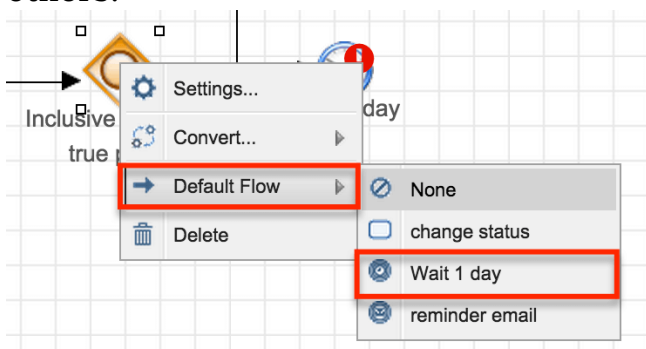 Settings...
Inclusive
day
Convert...
true
Default Flow
None
Delete
change status
Wait 1 day
reminder email